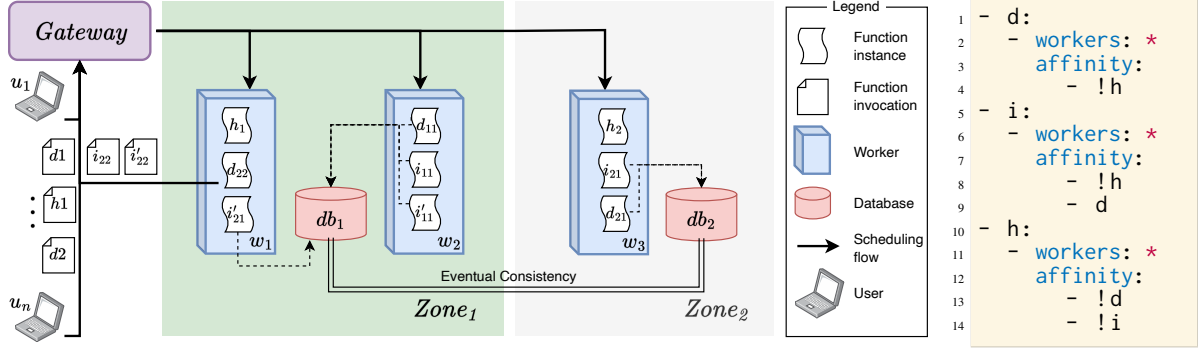 Gateway
u1
d1
i22
i'22
h1
d2
un
h1
d22
i'21
w1
db1
d11
i11
i'11
w2
Zone1
h2
i21
d21
w3
db2
Zone2
Eventual Consistency
Legend
Function
instance
Function
invocation
Worker
Database
Scheduling
flow
User
1 - d:
2 - workers: *
3 affinity:
4 - !h
5 - i:
6 - workers: *
7 affinity:
8 - !h
9 - d
10 - h:
11 - workers: *
12 affinity:
13 - !d
14 - !i